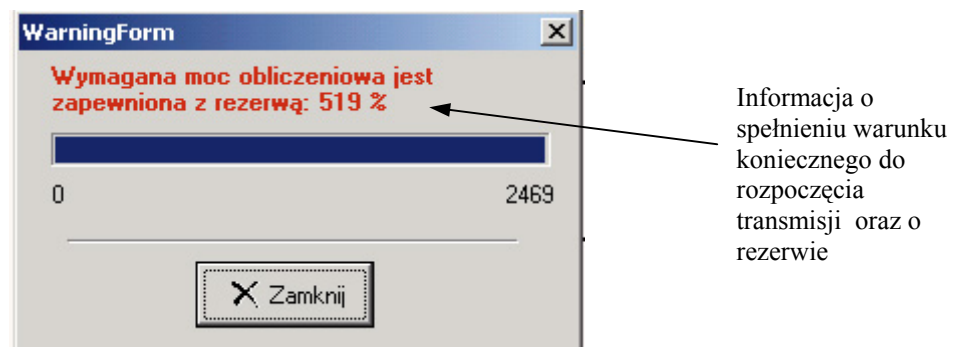 WarningForm
Wymagana moc obliczeniowa jest
zapewniona z rezerwą: 519 %
0
2469
Zamknij
Informacja o
spełnieniu warunku
koniecznego do
rozpoczęcia
transmisji oraz o
rezerwie